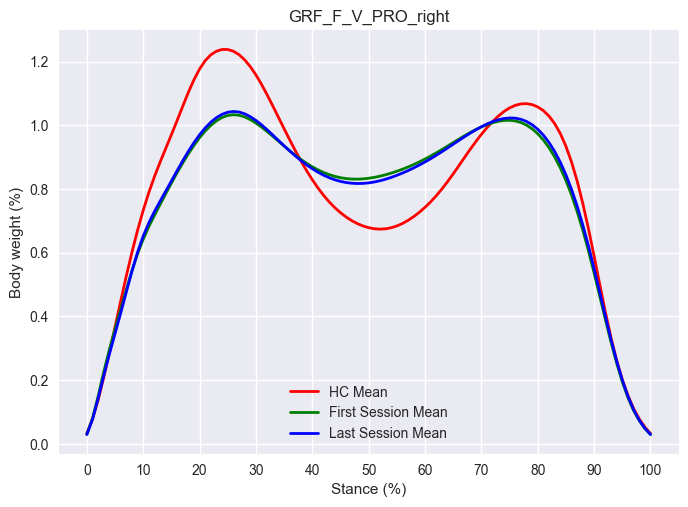 GRF_F_V_PRO_right
Body weight (%)
1.2
1.0
0.8
0.6
0.4
0.2
0.0
HC Mean
First Session Mean
Last Session Mean
0 10 20 30 40 50 60 70 80 90 100
Stance (%)